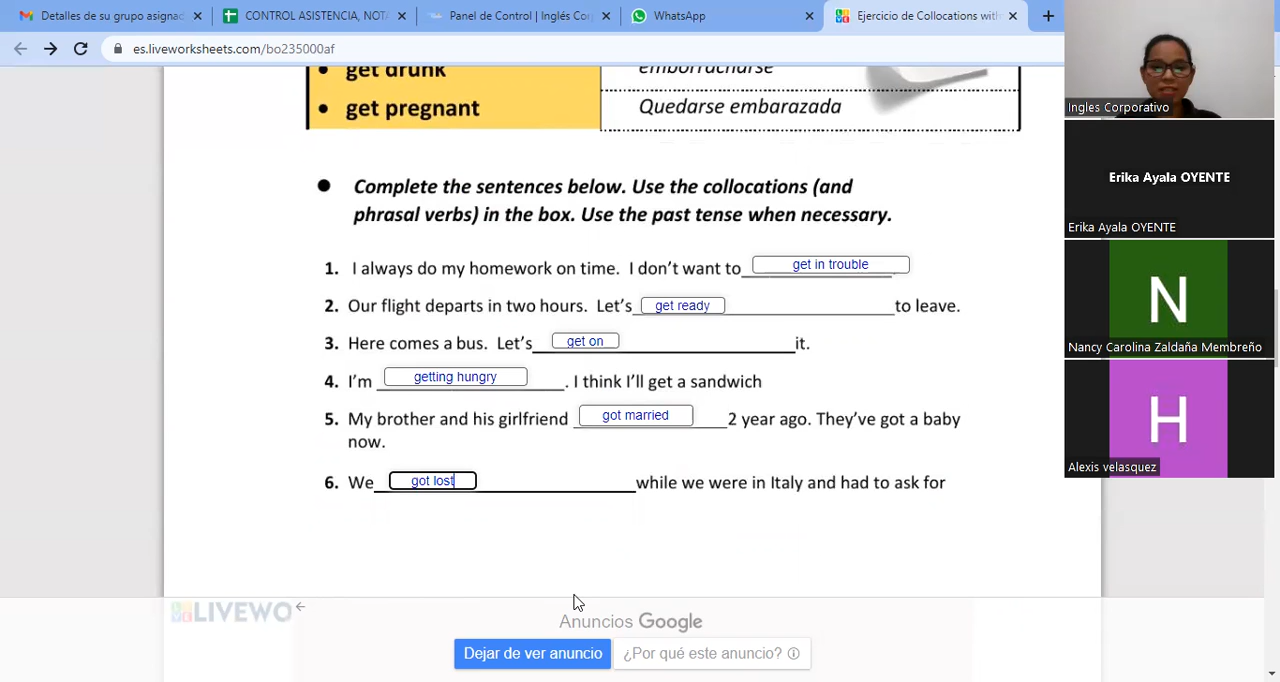 Detalles de su grupo asignad
CONTROL ASISTENCIA, NOTA
Panel de Control | Inglés Corp
WhatsApp
Ejercicio de Collocations with
es.liveworksheets.com/bo235000af
• get drunk
emborracharse
• get pregnant
Quedarse embarazada
● Complete the sentences below. Use the collocations (and
phrasal verbs) in the box. Use the past tense when necessary.
1. I always do my homework on time. I don't want to get in trouble.
2. Our flight departs in two hours. Let's get ready to leave.
3. Here comes a bus. Let's get on it.
4. I'm getting hungry. I think I'll get a sandwich
5. My brother and his girlfriend got married 2 year ago. They've got a baby
now.
6. We got lost while we were in Italy and had to ask for
LIVEWO
Anuncios Google
Dejar de ver anuncio
¿Por qué este anuncio?
Ingles Corporativo
Erika Ayala OYENTE
Erika Ayala OYENTE
N
Nancy Carolina Zaldaña Membreño
H
Alexis velasquez